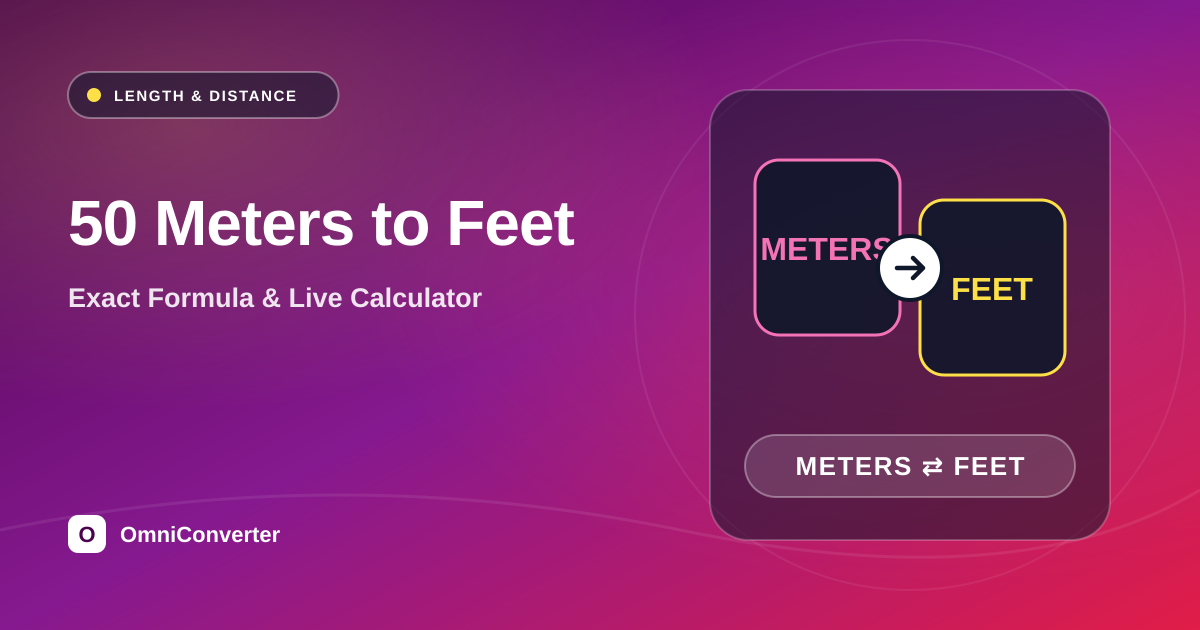 LENGTH & DISTANCE
50 Meters to Feet
Exact Formula & Live Calculator
METERS
FEET
METERS ⇄ FEET
O OmniConverter